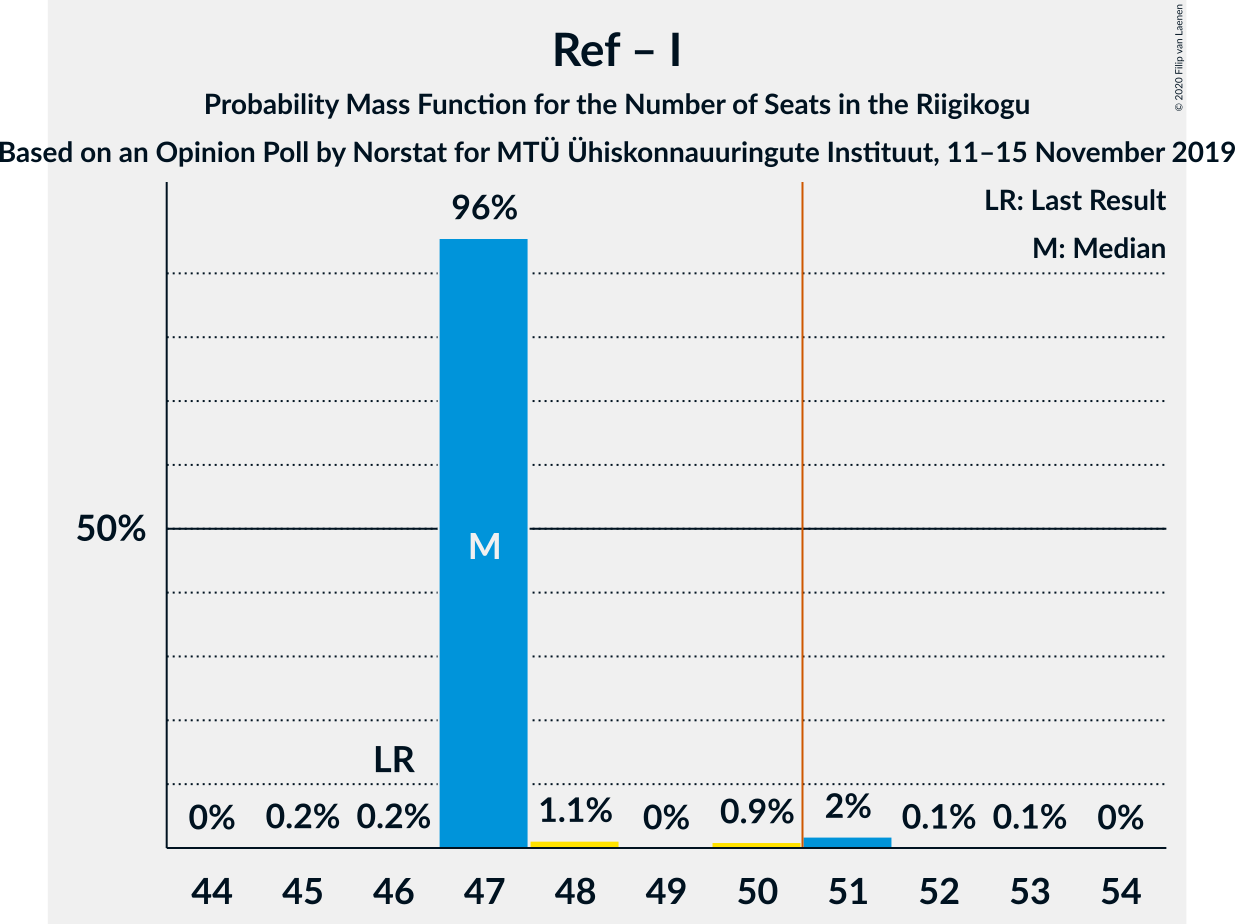 Ref – I
Probability Mass Function for the Number of Seats in the Riigikogu
Based on an Opinion Poll by Norstat for MTÜ Ühiskonnauuringute Instituut, 11–15 November 2019
© 2020 Filip van Laenen
LR: Last Result
M: Median
96%
50%
M
LR
0% 0.2% 0.2% 1.1% 0% 0.9% 2% 0.1% 0.1% 0%
44 45 46 47 48 49 50 51 52 53 54